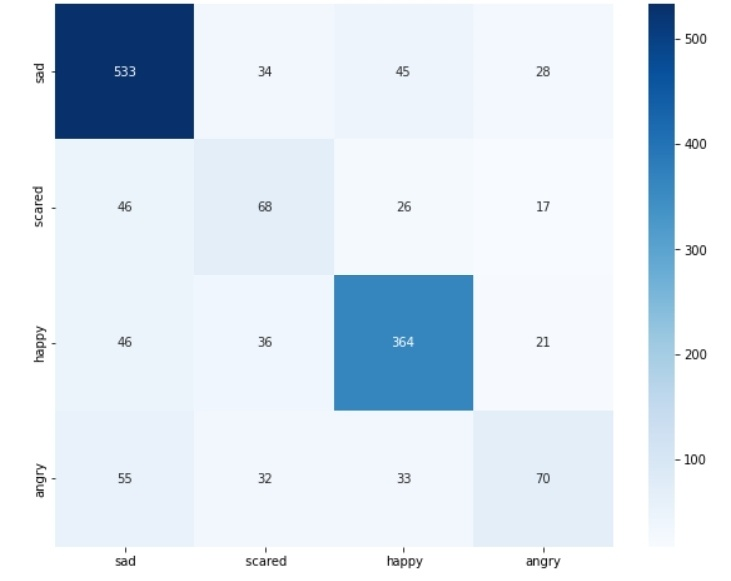 sad 533 34 45 28
scared 46 68 26 17
happy 46 36 364 21
angry 55 32 33 70
sad scared happy angry
500
400
300
200
100